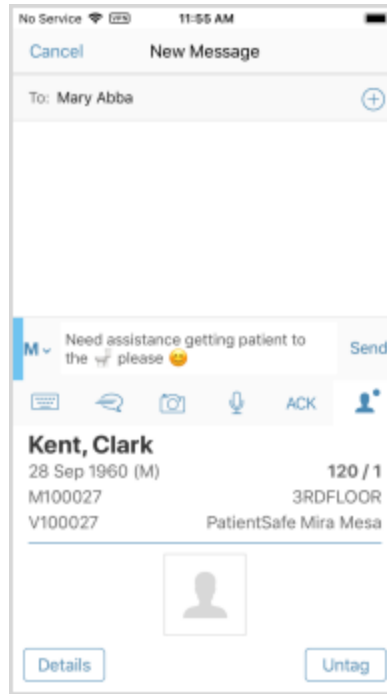 No Service VPN 11:55 AM
Cancel New Message
To: Mary Abba
M Need assistance getting patient to
the 🚽 please 😀 Send
ACK
Kent, Clark
28 Sep 1960 (M) 120 / 1
M100027 3RDFLOOR
V100027 PatientSafe Mira Mesa
Details Untag